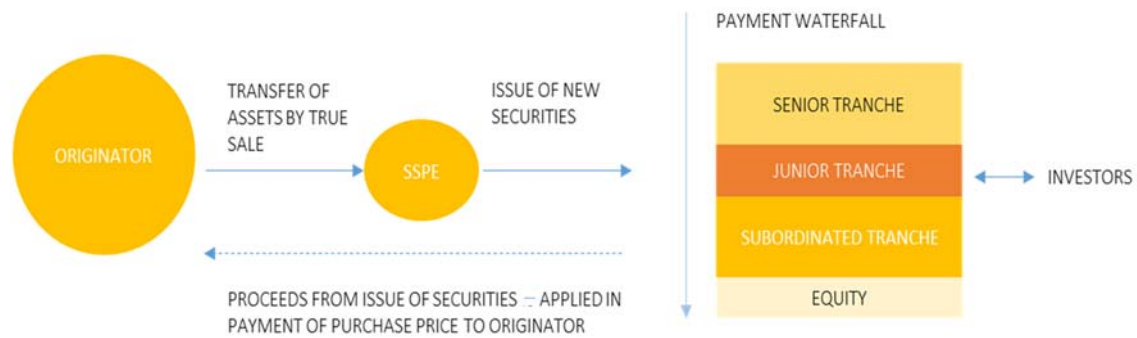 PAYMENT WATERFALL
TRANSFER OF
ASSETS BY TRUE
SALE
ISSUE OF NEW
SECURITIES
ORIGINATOR
SSPE
SENIOR TRANCHE
JUNIOR TRANCHE
INVESTORS
SUBORDINATED TRANCHE
EQUITY
PROCEEDS FROM ISSUE OF SECURITIES – APPLIED IN
PAYMENT OF PURCHASE PRICE TO ORIGINATOR